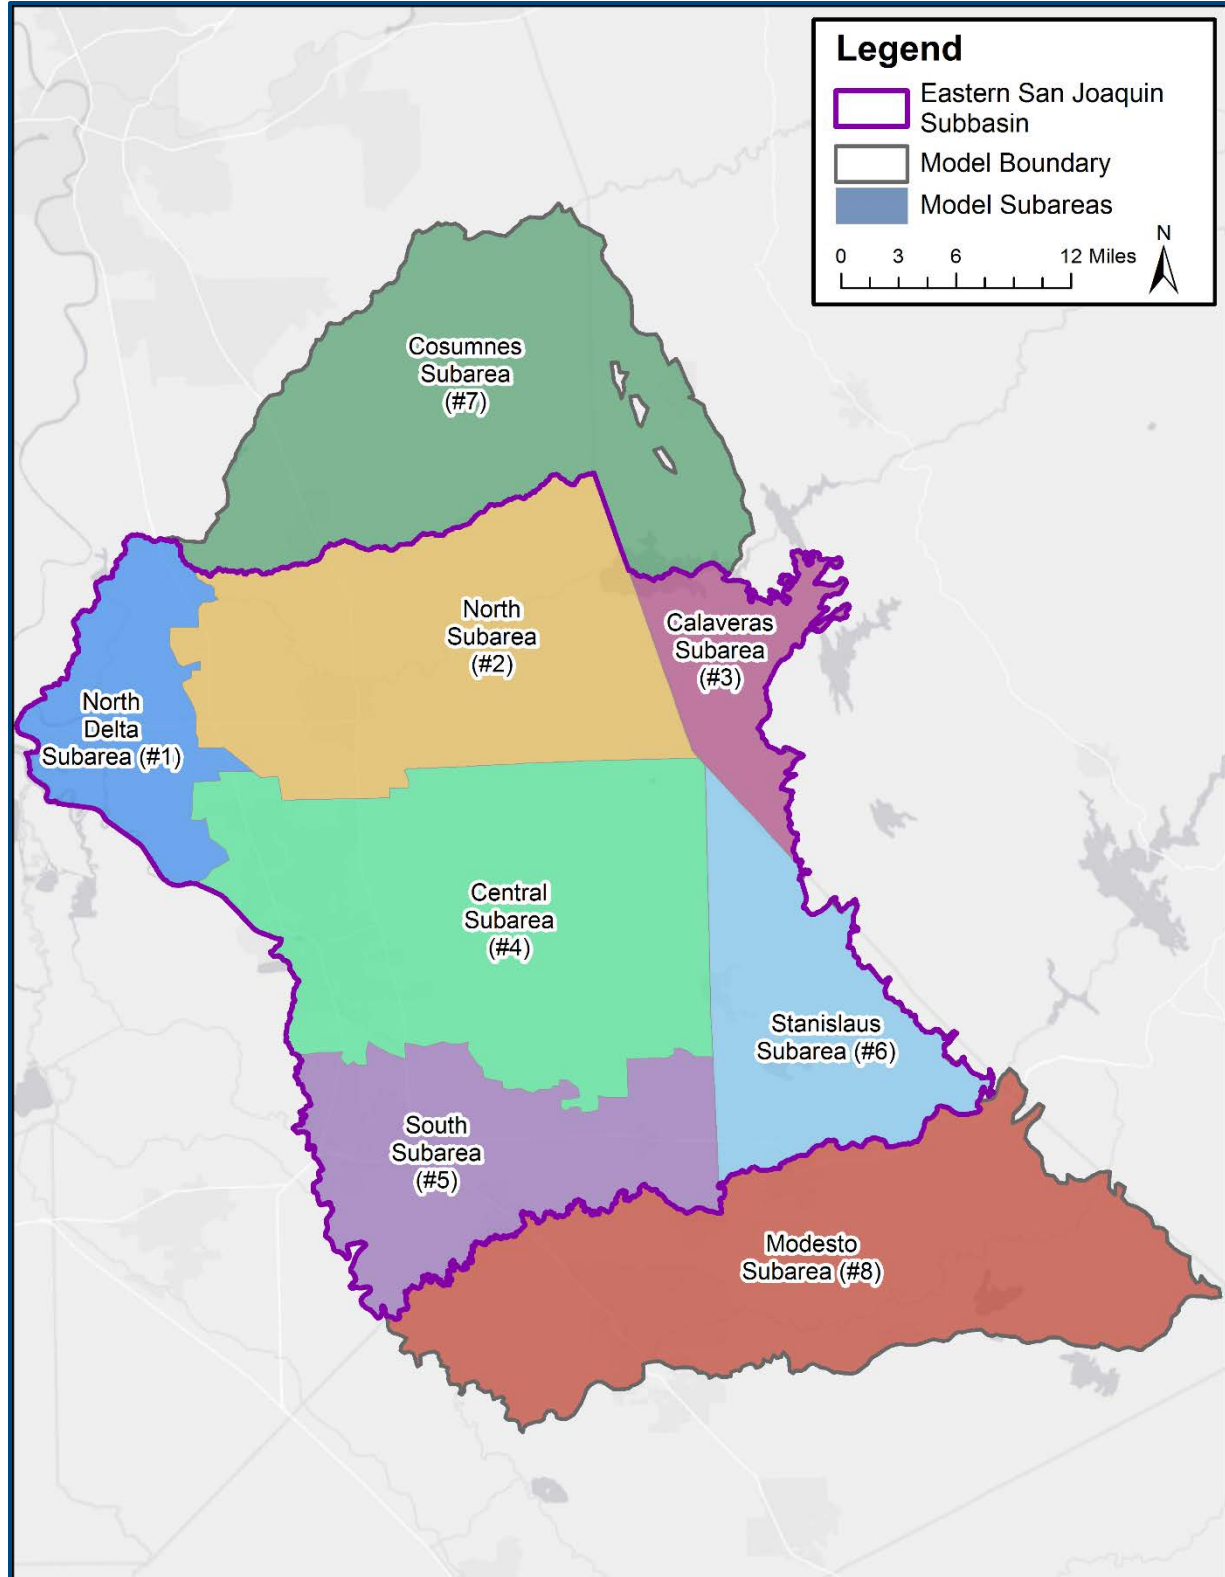 Legend
Eastern San Joaquin
Subbasin
Model Boundary
Model Subareas
0 3 6 12 Miles
N
Cosumnes
Subarea
(#7)
North
Subarea
(#2)
Calaveras
Subarea
(#3)
North
Delta
Subarea (#1)
Central
Subarea
(#4)
Stanislaus
Subarea (#6)
South
Subarea
(#5)
Modesto
Subarea (#8)